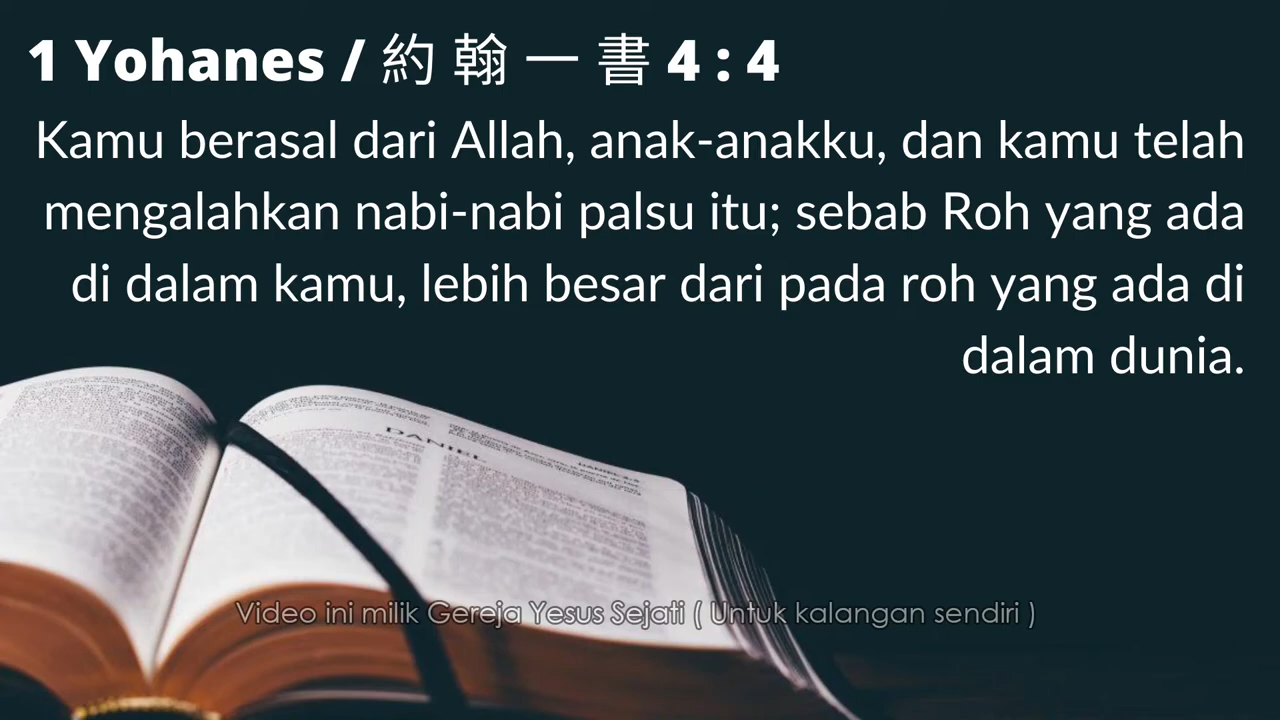 1 Yohanes / 約 翰 一 書 4 : 4
Kamu berasal dari Allah, anak-anakku, dan kamu telah
mengalahkan nabi-nabi palsu itu; sebab Roh yang ada
di dalam kamu, lebih besar dari pada roh yang ada di
dalam dunia.
DANIEL
Video ini milik Gereja Yesus Sejati ( Untuk kalangan sendiri )